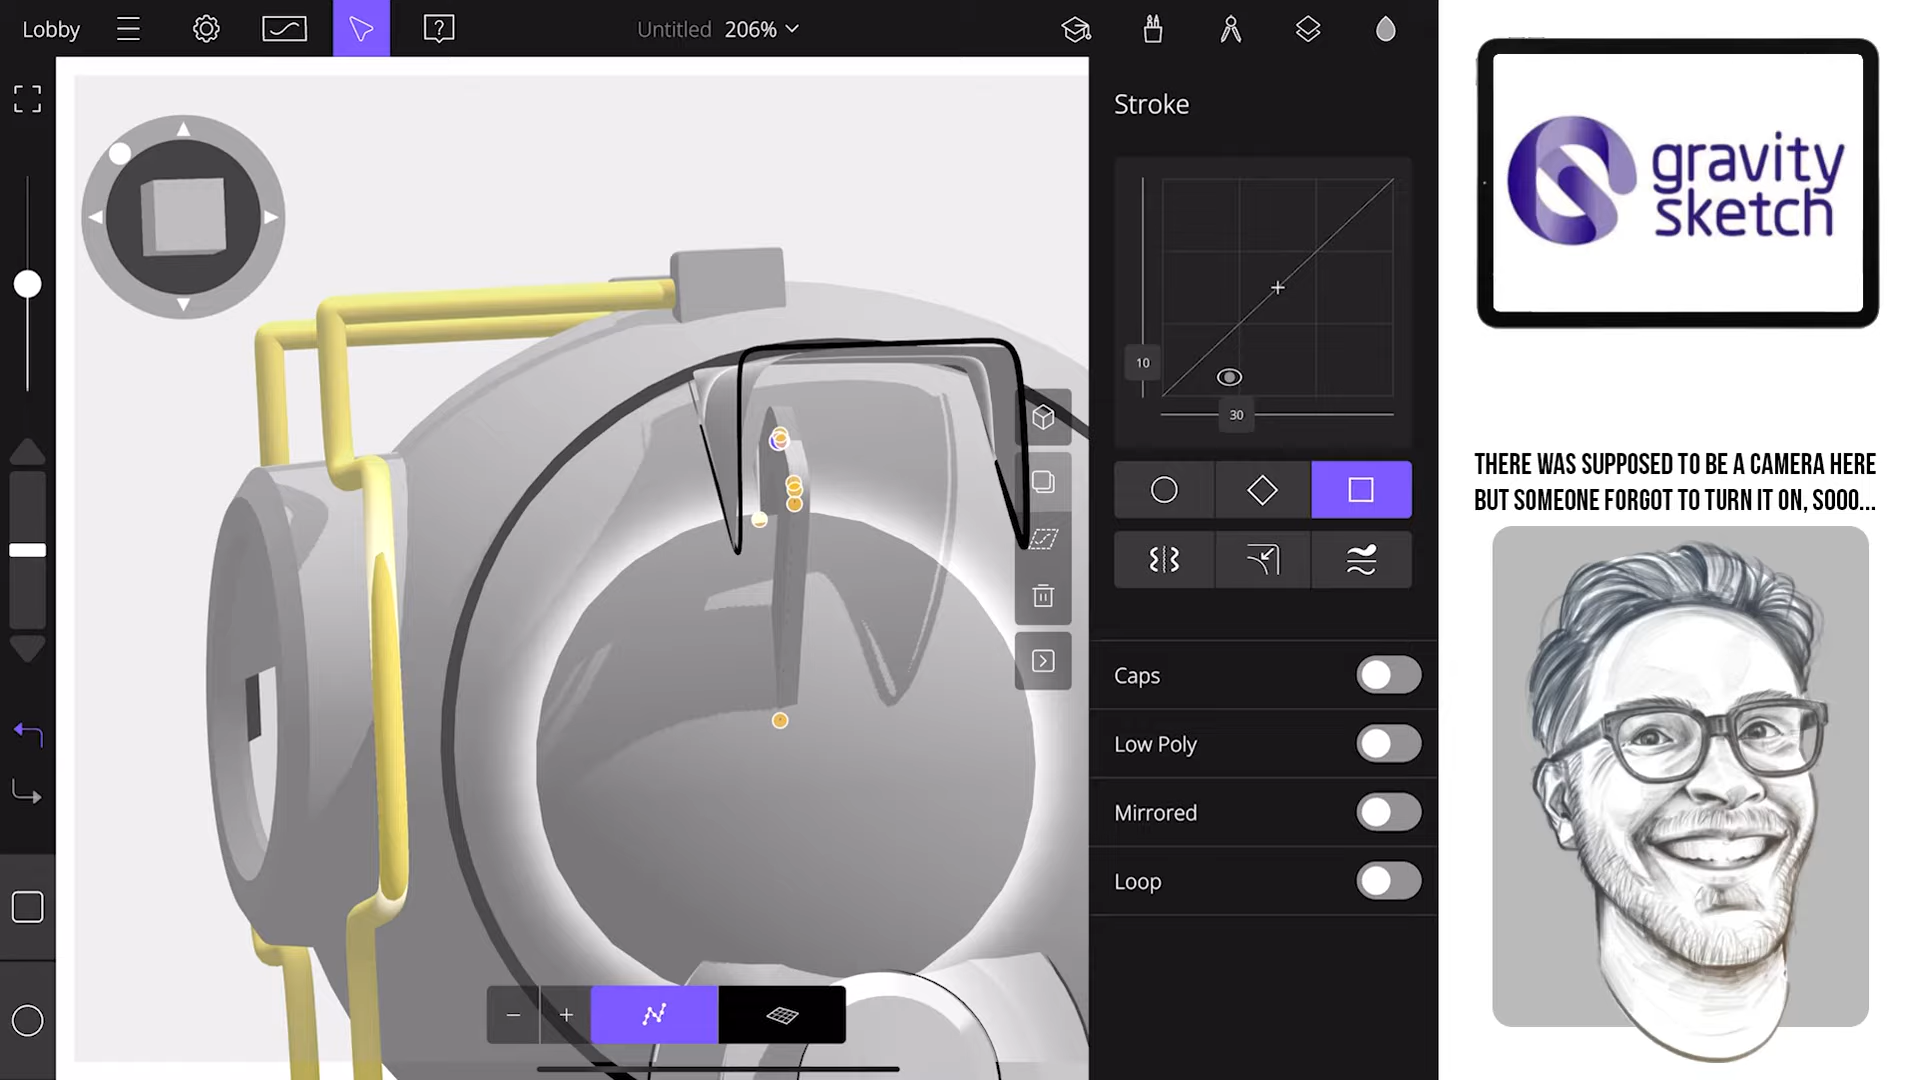 Lobby
Untitled 206%
Stroke
10
30
Caps
Low Poly
Mirrored
Loop
gravity
sketch
THERE WAS SUPPOSED TO BE A CAMERA HERE
BUT SOMEONE FORGOT TO TURN IT ON, SOOO...